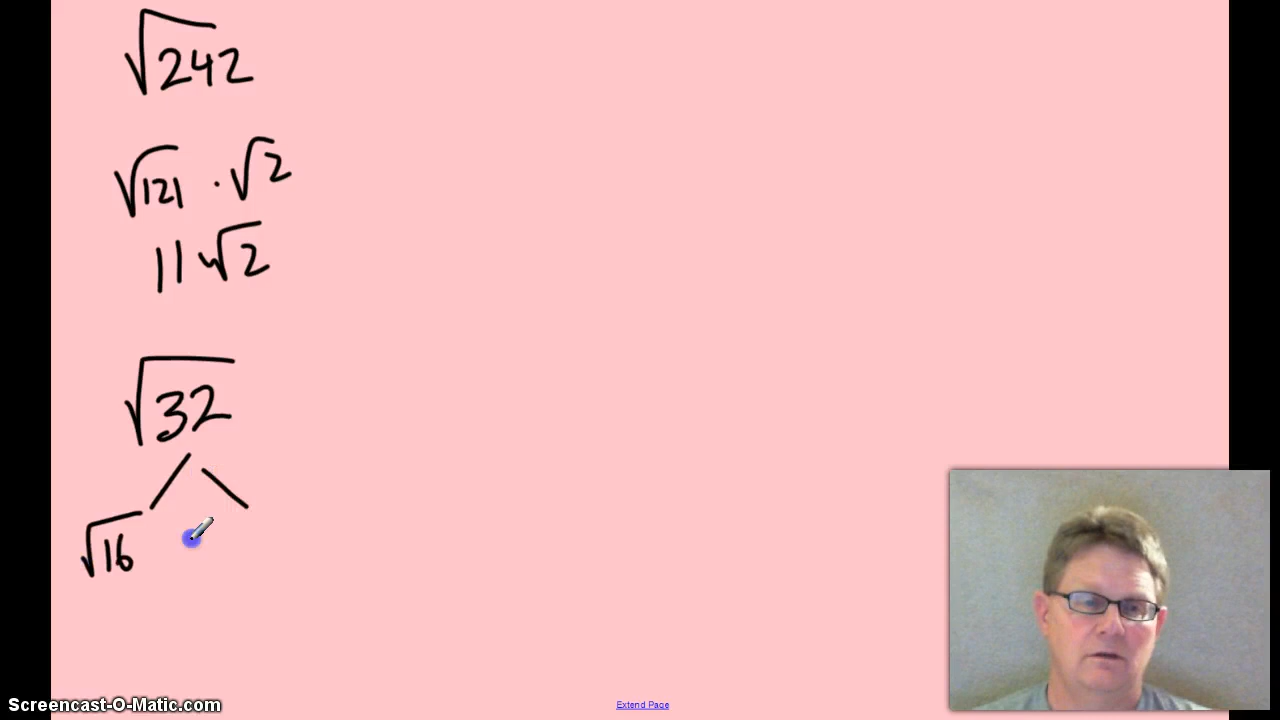 √242
√121 · √2
11√2
√32
√16
Screencast-O-Matic.com
Extend Page